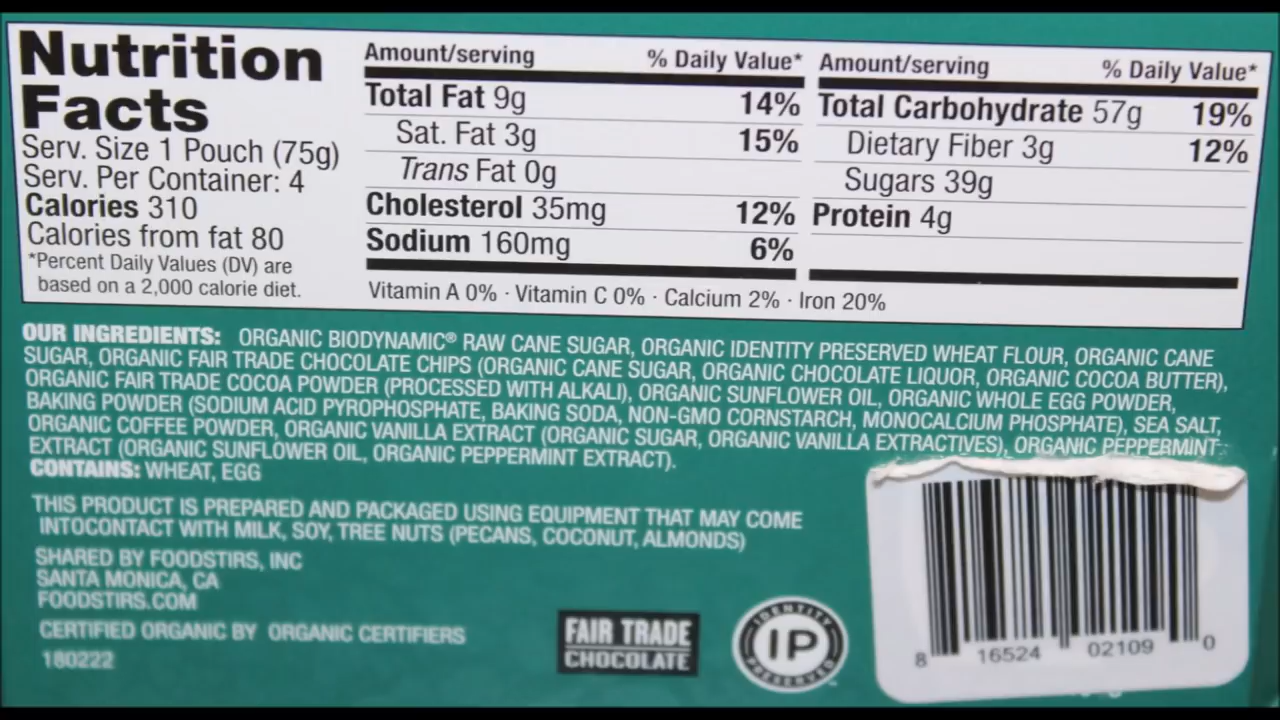 Nutrition
Facts
Serv. Size 1 Pouch (75g)
Serv. Per Container: 4
Calories 310
Calories from fat 80
*Percent Daily Values (DV) are
based on a 2,000 calorie diet.
Amount/serving % Daily Value*
Total Fat 9g 14%
Sat. Fat 3g 15%
Trans Fat 0g
Cholesterol 35mg 12%
Sodium 160mg 6%
Amount/serving % Daily Value*
Total Carbohydrate 57g 19%
Dietary Fiber 3g 12%
Sugars 39g
Protein 4g
Vitamin A 0% · Vitamin C 0% · Calcium 2% · Iron 20%
OUR INGREDIENTS: ORGANIC BIODYNAMIC® RAW CANE SUGAR, ORGANIC IDENTITY PRESERVED WHEAT FLOUR, ORGANIC CANE
SUGAR, ORGANIC FAIR TRADE CHOCOLATE CHIPS (ORGANIC CANE SUGAR, ORGANIC CHOCOLATE LIQUOR, ORGANIC COCOA BUTTER),
ORGANIC FAIR TRADE COCOA POWDER (PROCESSED WITH ALKALI), ORGANIC SUNFLOWER OIL, ORGANIC WHOLE EGG POWDER,
BAKING POWDER (SODIUM ACID PYROPHOSPHATE, BAKING SODA, NON-GMO CORNSTARCH, MONOCALCIUM PHOSPHATE), SEA SALT,
ORGANIC COFFEE POWDER, ORGANIC VANILLA EXTRACT (ORGANIC SUGAR, ORGANIC VANILLA EXTRACTIVES), ORGANIC PEPPERMINT
EXTRACT (ORGANIC SUNFLOWER OIL, ORGANIC PEPPERMINT EXTRACT).
CONTAINS: WHEAT, EGG
THIS PRODUCT IS PREPARED AND PACKAGED USING EQUIPMENT THAT MAY COME
INTOCONTACT WITH MILK, SOY, TREE NUTS (PECANS, COCONUT, ALMONDS)
SHARED BY FOODSTIRS, INC
SANTA MONICA, CA
FOODSTIRS.COM
CERTIFIED ORGANIC BY ORGANIC CERTIFIERS
180222
FAIR TRADE
CHOCOLATE
IDENTITY
IP
PRESERVED
8 16524 02109 0